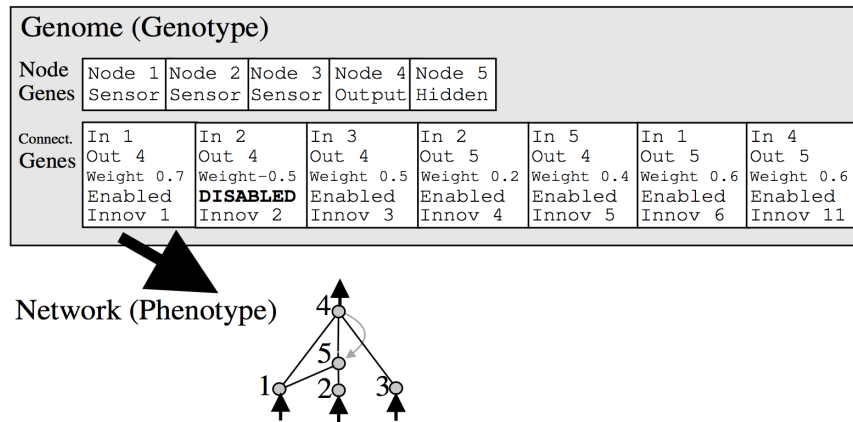 Genome (Genotype)
Node Genes
Node 1 Sensor
Node 2 Sensor
Node 3 Sensor
Node 4 Output
Node 5 Hidden
Connect. Genes
In 1
Out 4
Weight 0.7
Enabled
Innov 1
In 2
Out 4
Weight-0.5
DISABLED
Innov 2
In 3
Out 4
Weight 0.5
Enabled
Innov 3
In 2
Out 5
Weight 0.2
Enabled
Innov 4
In 5
Out 4
Weight 0.4
Enabled
Innov 5
In 1
Out 5
Weight 0.6
Enabled
Innov 6
In 4
Out 5
Weight 0.6
Enabled
Innov 11
Network (Phenotype)
4
5
1
2
3